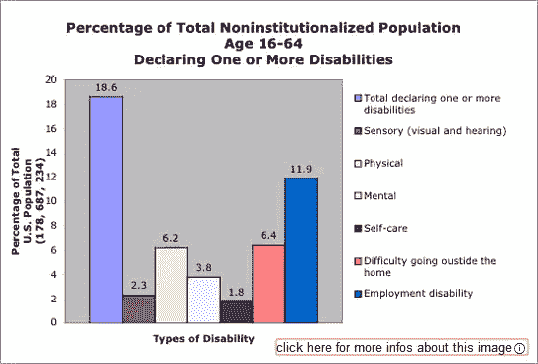 Percentage of Total Noninstitutionalized Population
Age 16-64
Declaring One or More Disabilities
20
18
16
14
12
10
8
6
4
2
0
Percentage of Total
U.S. Population
(178, 687, 234)
18.6
2.3
6.2
3.8
1.8
6.4
11.9
Types of Disability
Total declaring one or more
disabilities
Sensory (visual and hearing)
Physical
Mental
Self-care
Difficulty going oustide the
home
Employment disability
click here for more infos about this image